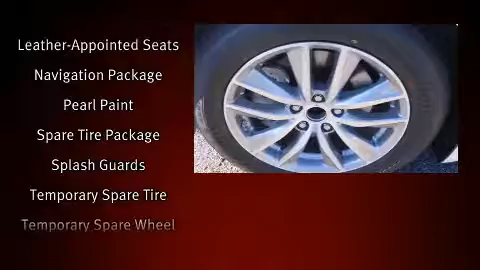 Leather-Appointed Seats
Navigation Package
Pearl Paint
Spare Tire Package
Splash Guards
Temporary Spare Tire
Temporary Spare Wheel